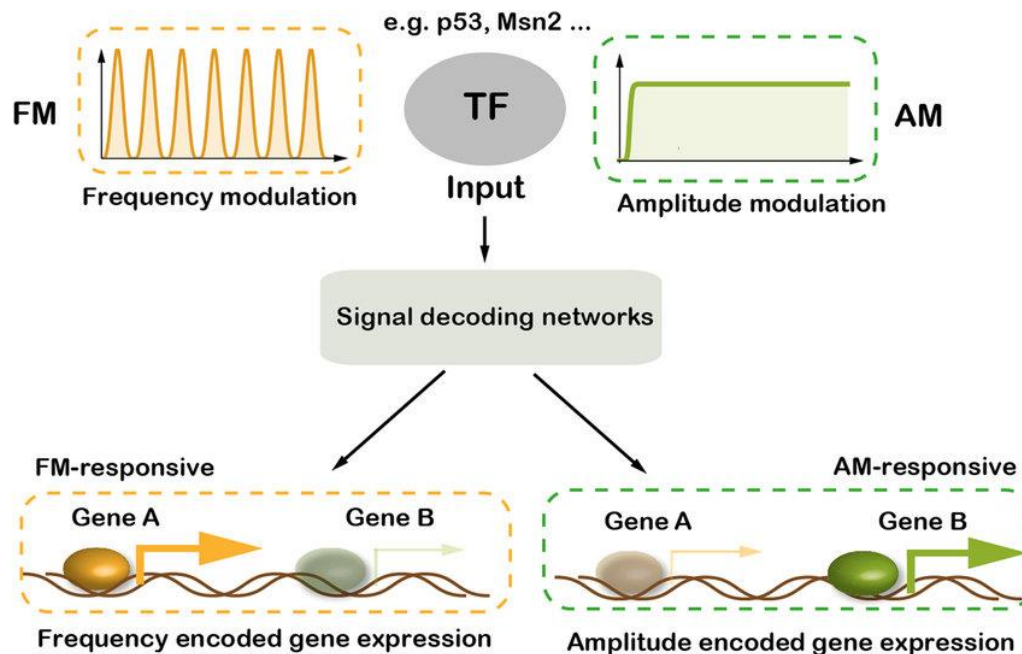 e.g. p53, Msn2 ...
FM
TF
AM
Frequency modulation
Input
Amplitude modulation
Signal decoding networks
FM-responsive
AM-responsive
Gene A
Gene B
Gene A
Gene B
Frequency encoded gene expression
Amplitude encoded gene expression